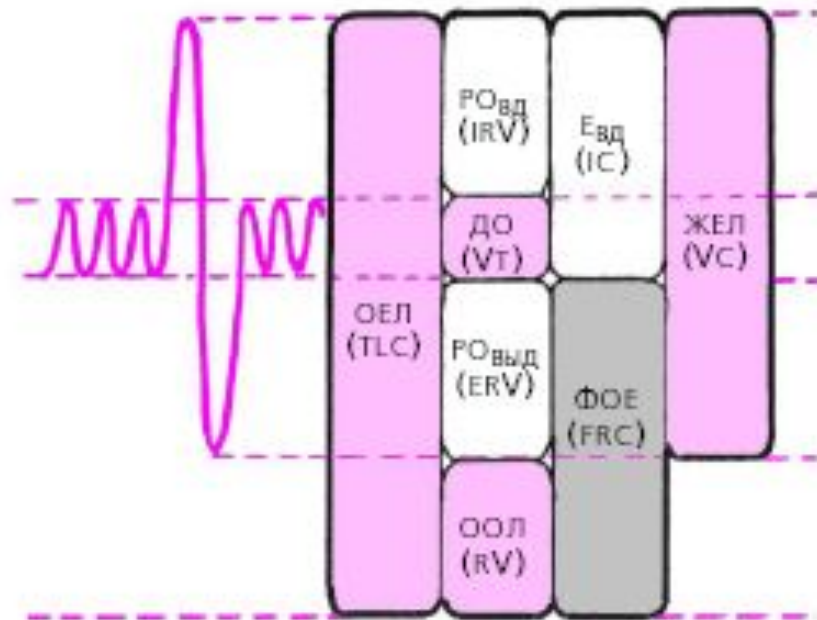 РОвд
(IRV)
Евд
(IC)
ДО
(VT)
ЖЕЛ
(VC)
ОЕЛ
(TLC)
РОвыд
(ERV)
ФОЕ
(FRC)
ООЛ
(RV)